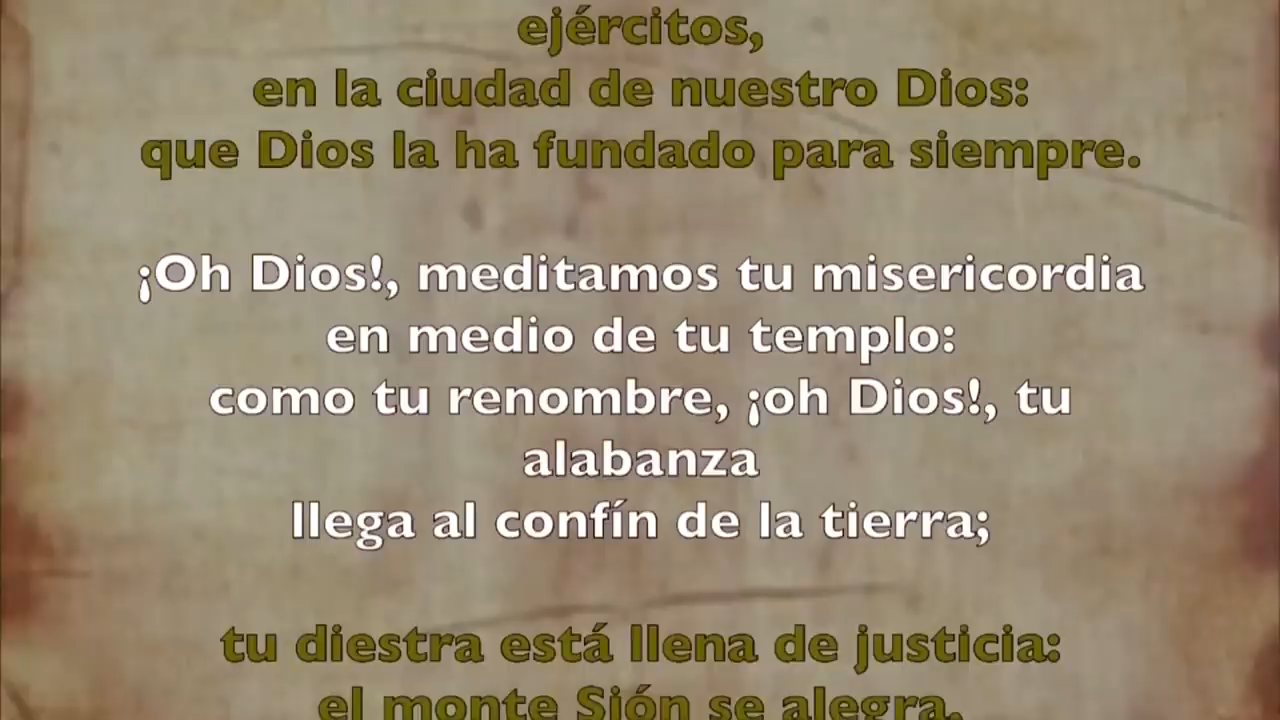 ejércitos,
en la ciudad de nuestro Dios:
que Dios la ha fundado para siempre.
¡Oh Dios!, meditamos tu misericordia
en medio de tu templo:
como tu renombre, ¡oh Dios!, tu
alabanza
llega al confín de la tierra;
tu diestra está llena de justicia:
el monte Sión se alegra,